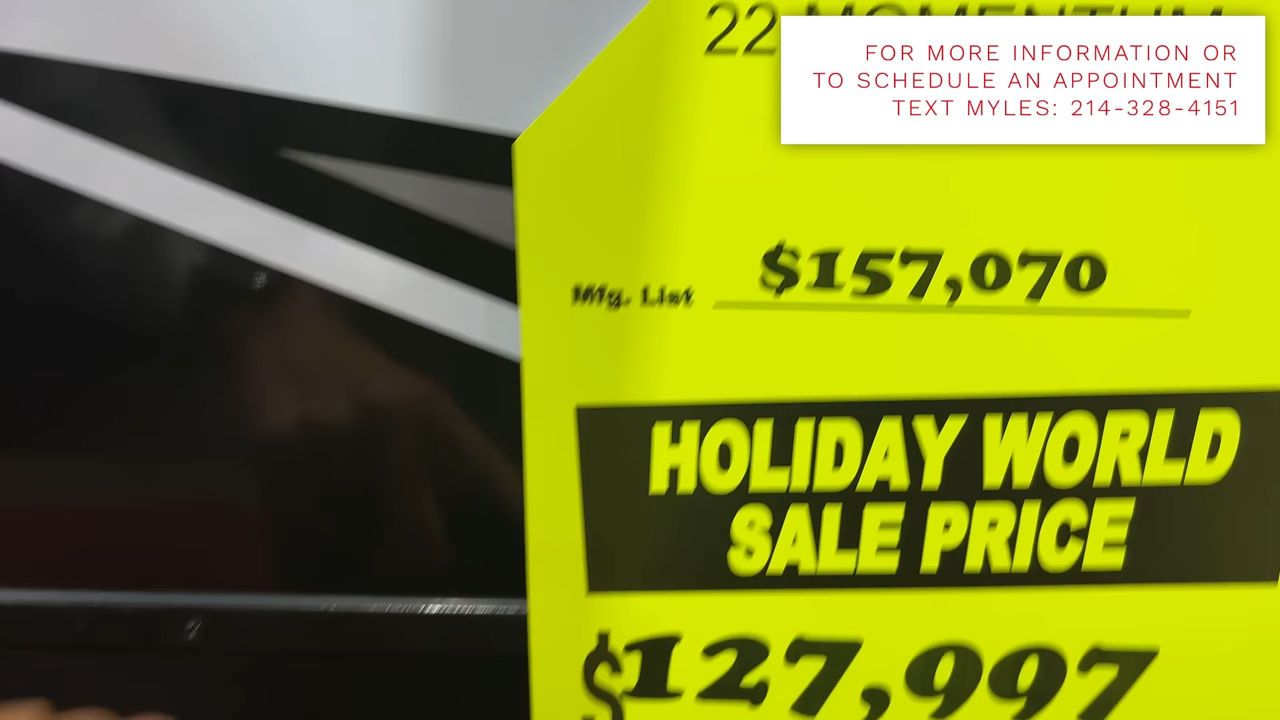 22 MOMENTUM
FOR MORE INFORMATION OR
TO SCHEDULE AN APPOINTMENT
TEXT MYLES: 214-328-4151
Mfg. List $157,070
HOLIDAY WORLD
SALE PRICE
$127,997